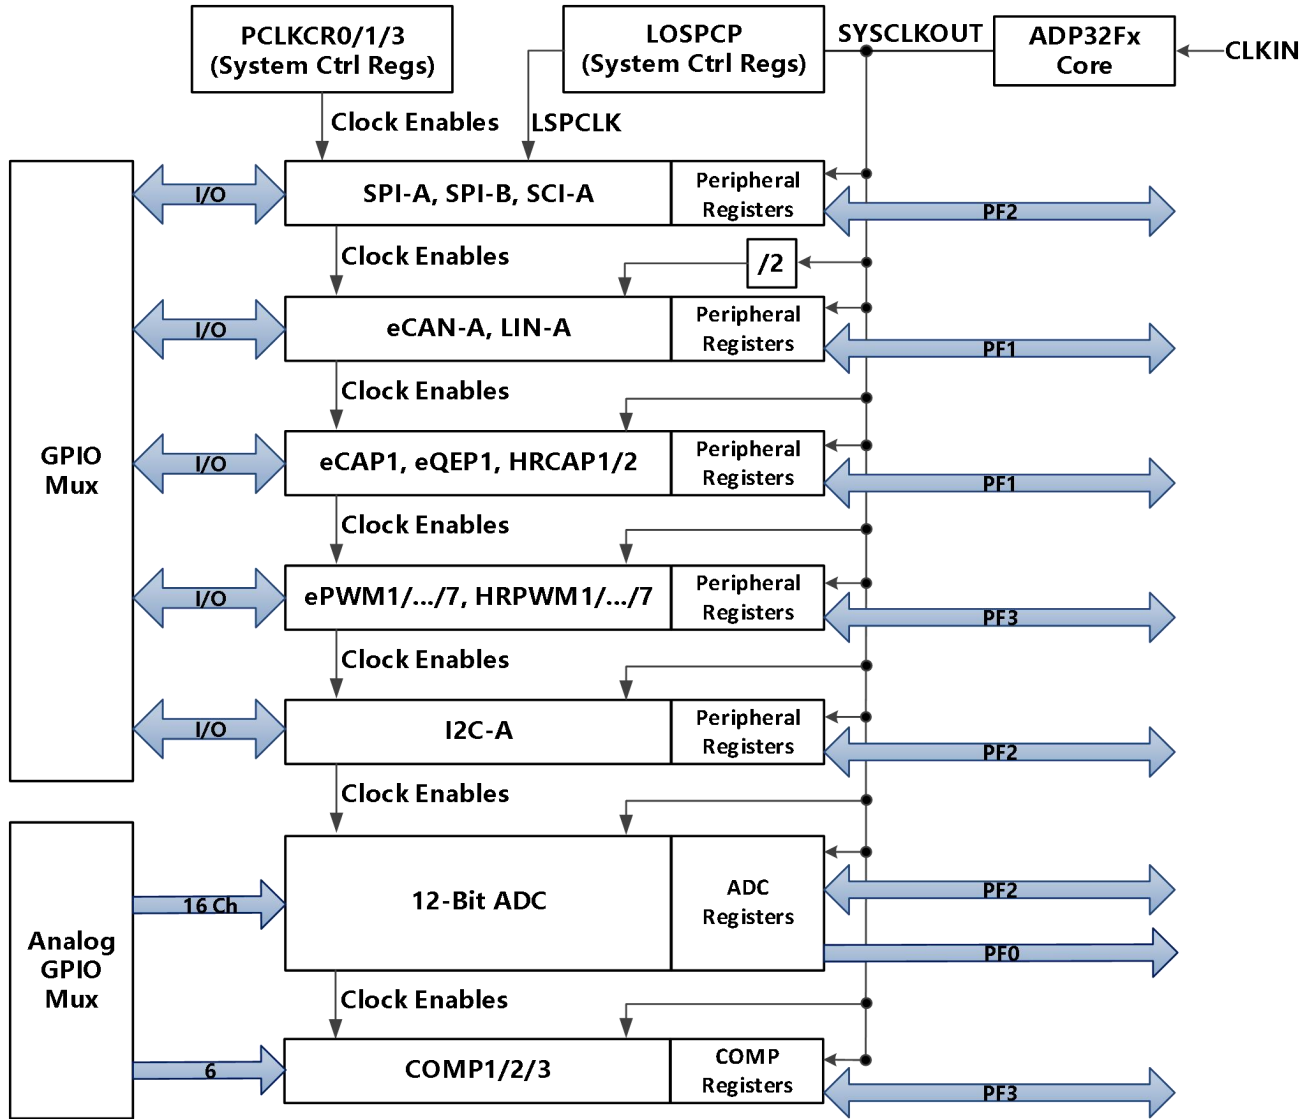 PCLKCR0/1/3
(System Ctrl Regs)
LOSPCP
(System Ctrl Regs)
SYSCLKOUT
ADP32Fx
Core
CLKIN
Clock Enables
LSPCLK
I/O
SPI-A, SPI-B, SCI-A
Peripheral
Registers
PF2
Clock Enables
/2
I/O
eCAN-A, LIN-A
Peripheral
Registers
PF1
Clock Enables
GPIO
Mux
I/O
eCAP1, eQEP1, HRCAP1/2
Peripheral
Registers
PF1
Clock Enables
I/O
ePWM1/.../7, HRPWM1/.../7
Peripheral
Registers
PF3
Clock Enables
I/O
I2C-A
Peripheral
Registers
PF2
Clock Enables
Analog
GPIO
Mux
16 Ch
12-Bit ADC
ADC
Registers
PF2
PF0
Clock Enables
6
COMP1/2/3
COMP
Registers
PF3